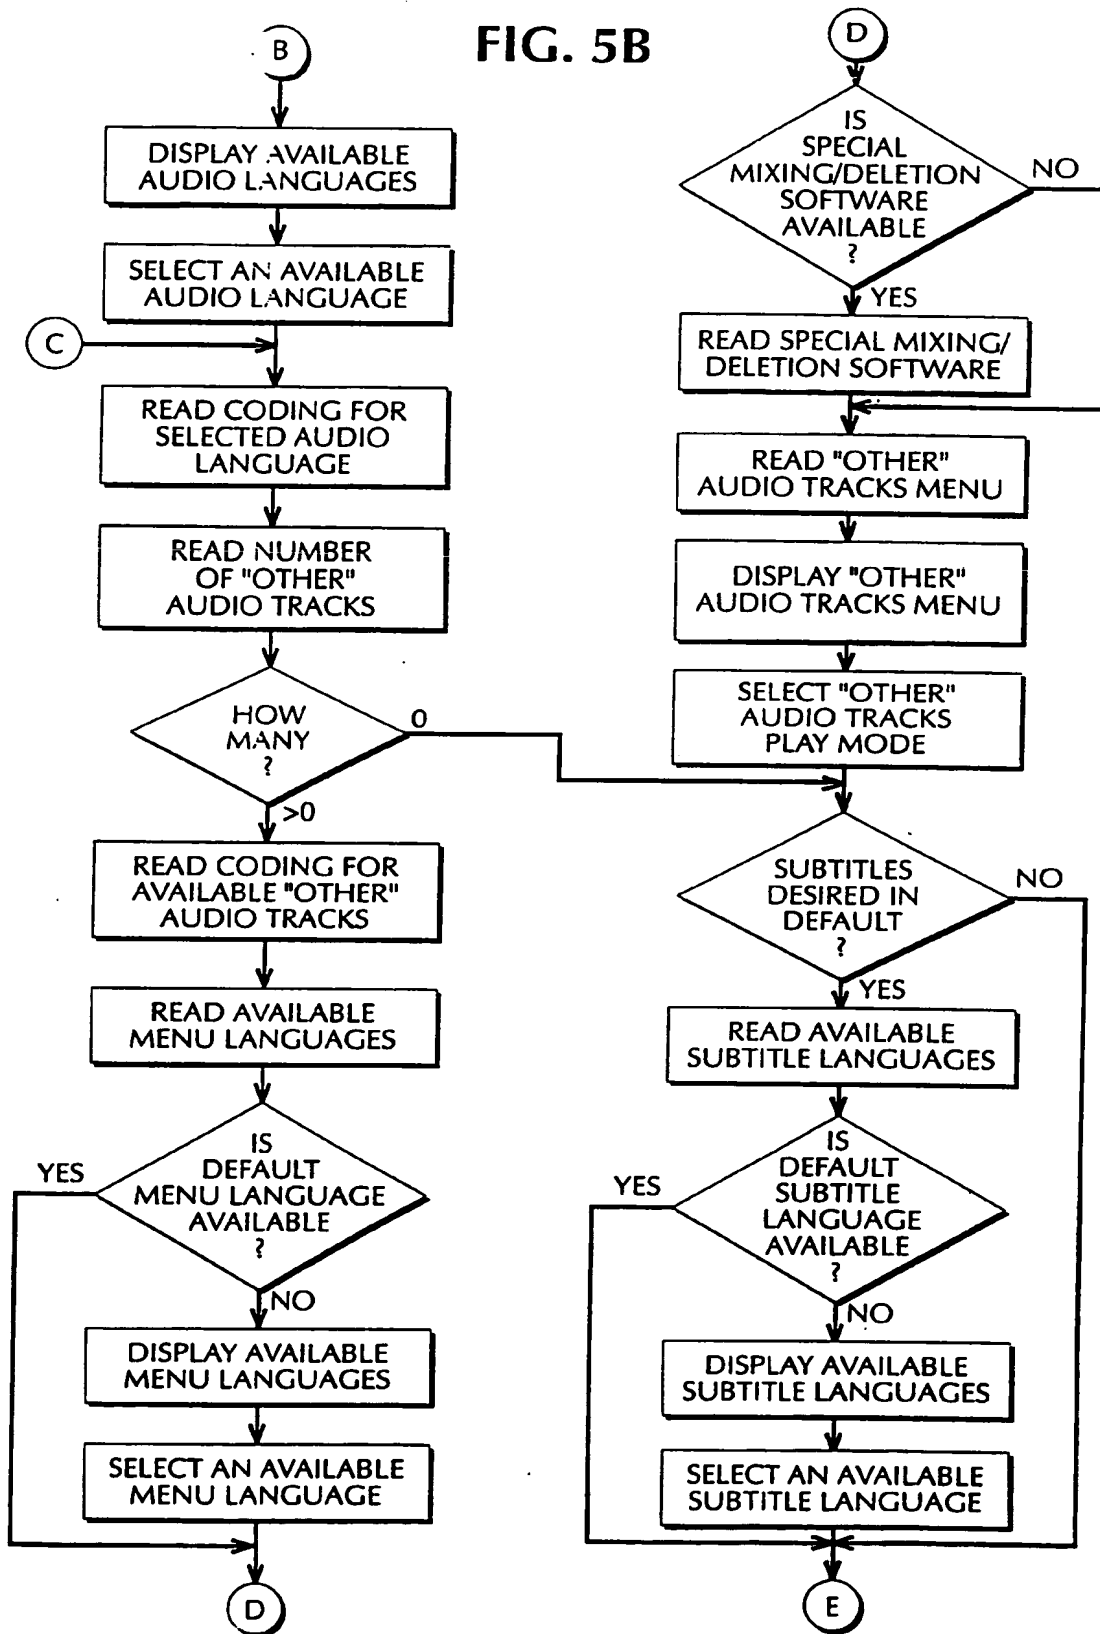 FIG. 5B
B
DISPLAY AVAILABLE
AUDIO LANGUAGES
SELECT AN AVAILABLE
AUDIO LANGUAGE
C
READ CODING FOR
SELECTED AUDIO
LANGUAGE
READ NUMBER
OF "OTHER"
AUDIO TRACKS
HOW
MANY
?
0
>0
READ CODING FOR
AVAILABLE "OTHER"
AUDIO TRACKS
READ AVAILABLE
MENU LANGUAGES
IS
DEFAULT
MENU LANGUAGE
AVAILABLE
?
YES
NO
DISPLAY AVAILABLE
MENU LANGUAGES
SELECT AN AVAILABLE
MENU LANGUAGE
D
D
IS
SPECIAL
MIXING/DELETION
SOFTWARE
AVAILABLE
?
NO
YES
READ SPECIAL MIXING/
DELETION SOFTWARE
READ "OTHER"
AUDIO TRACKS MENU
DISPLAY "OTHER"
AUDIO TRACKS MENU
SELECT "OTHER"
AUDIO TRACKS
PLAY MODE
SUBTITLES
DESIRED IN
DEFAULT
?
NO
YES
READ AVAILABLE
SUBTITLE LANGUAGES
IS
DEFAULT
SUBTITLE
LANGUAGE
AVAILABLE
?
YES
NO
DISPLAY AVAILABLE
SUBTITLE LANGUAGES
SELECT AN AVAILABLE
SUBTITLE LANGUAGE
E